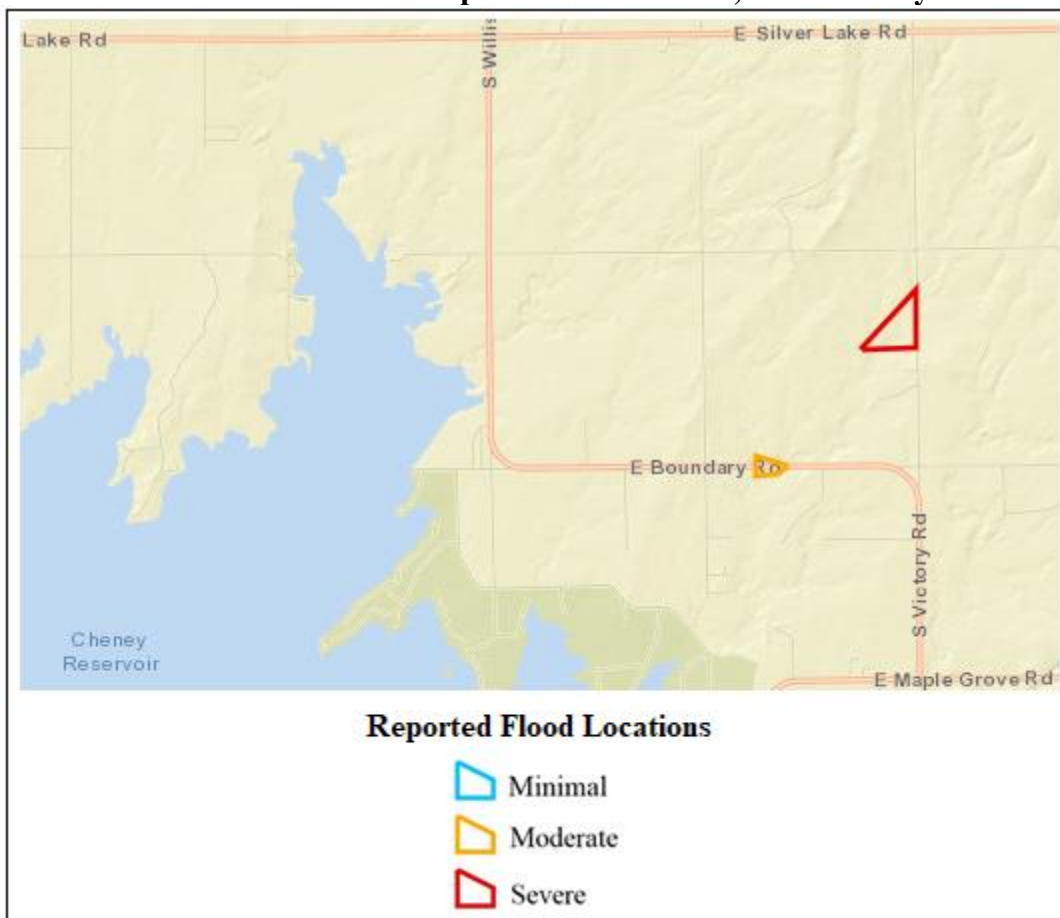 Lake Rd
E Silver Lake Rd
S Willis
E Boundary Rd
S Victory Rd
Cheney
Reservoir
E Maple Grove Rd
Reported Flood Locations
Minimal
Moderate
Severe